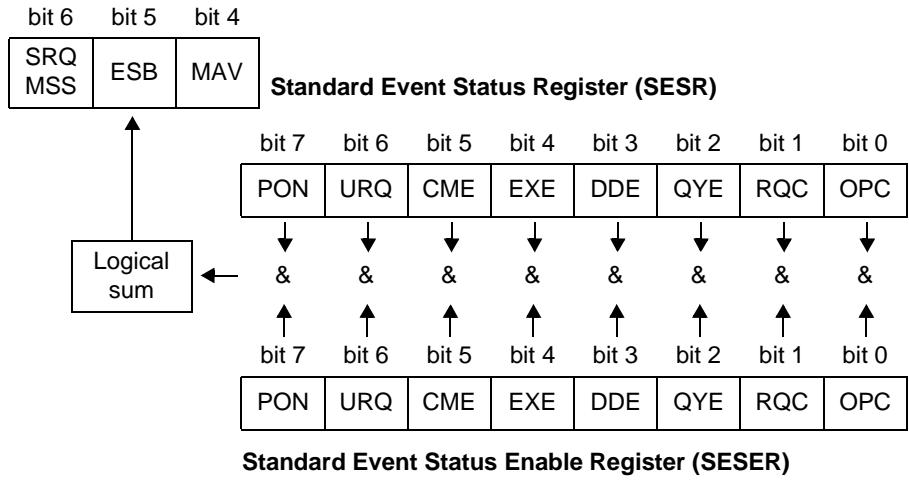 bit 6 bit 5 bit 4
SRQ MSS ESB MAV
Standard Event Status Register (SESR)
bit 7 bit 6 bit 5 bit 4 bit 3 bit 2 bit 1 bit 0
PON URQ CME EXE DDE QYE RQC OPC
Logical sum
& & & & & & & &
bit 7 bit 6 bit 5 bit 4 bit 3 bit 2 bit 1 bit 0
PON URQ CME EXE DDE QYE RQC OPC
Standard Event Status Enable Register (SESER)